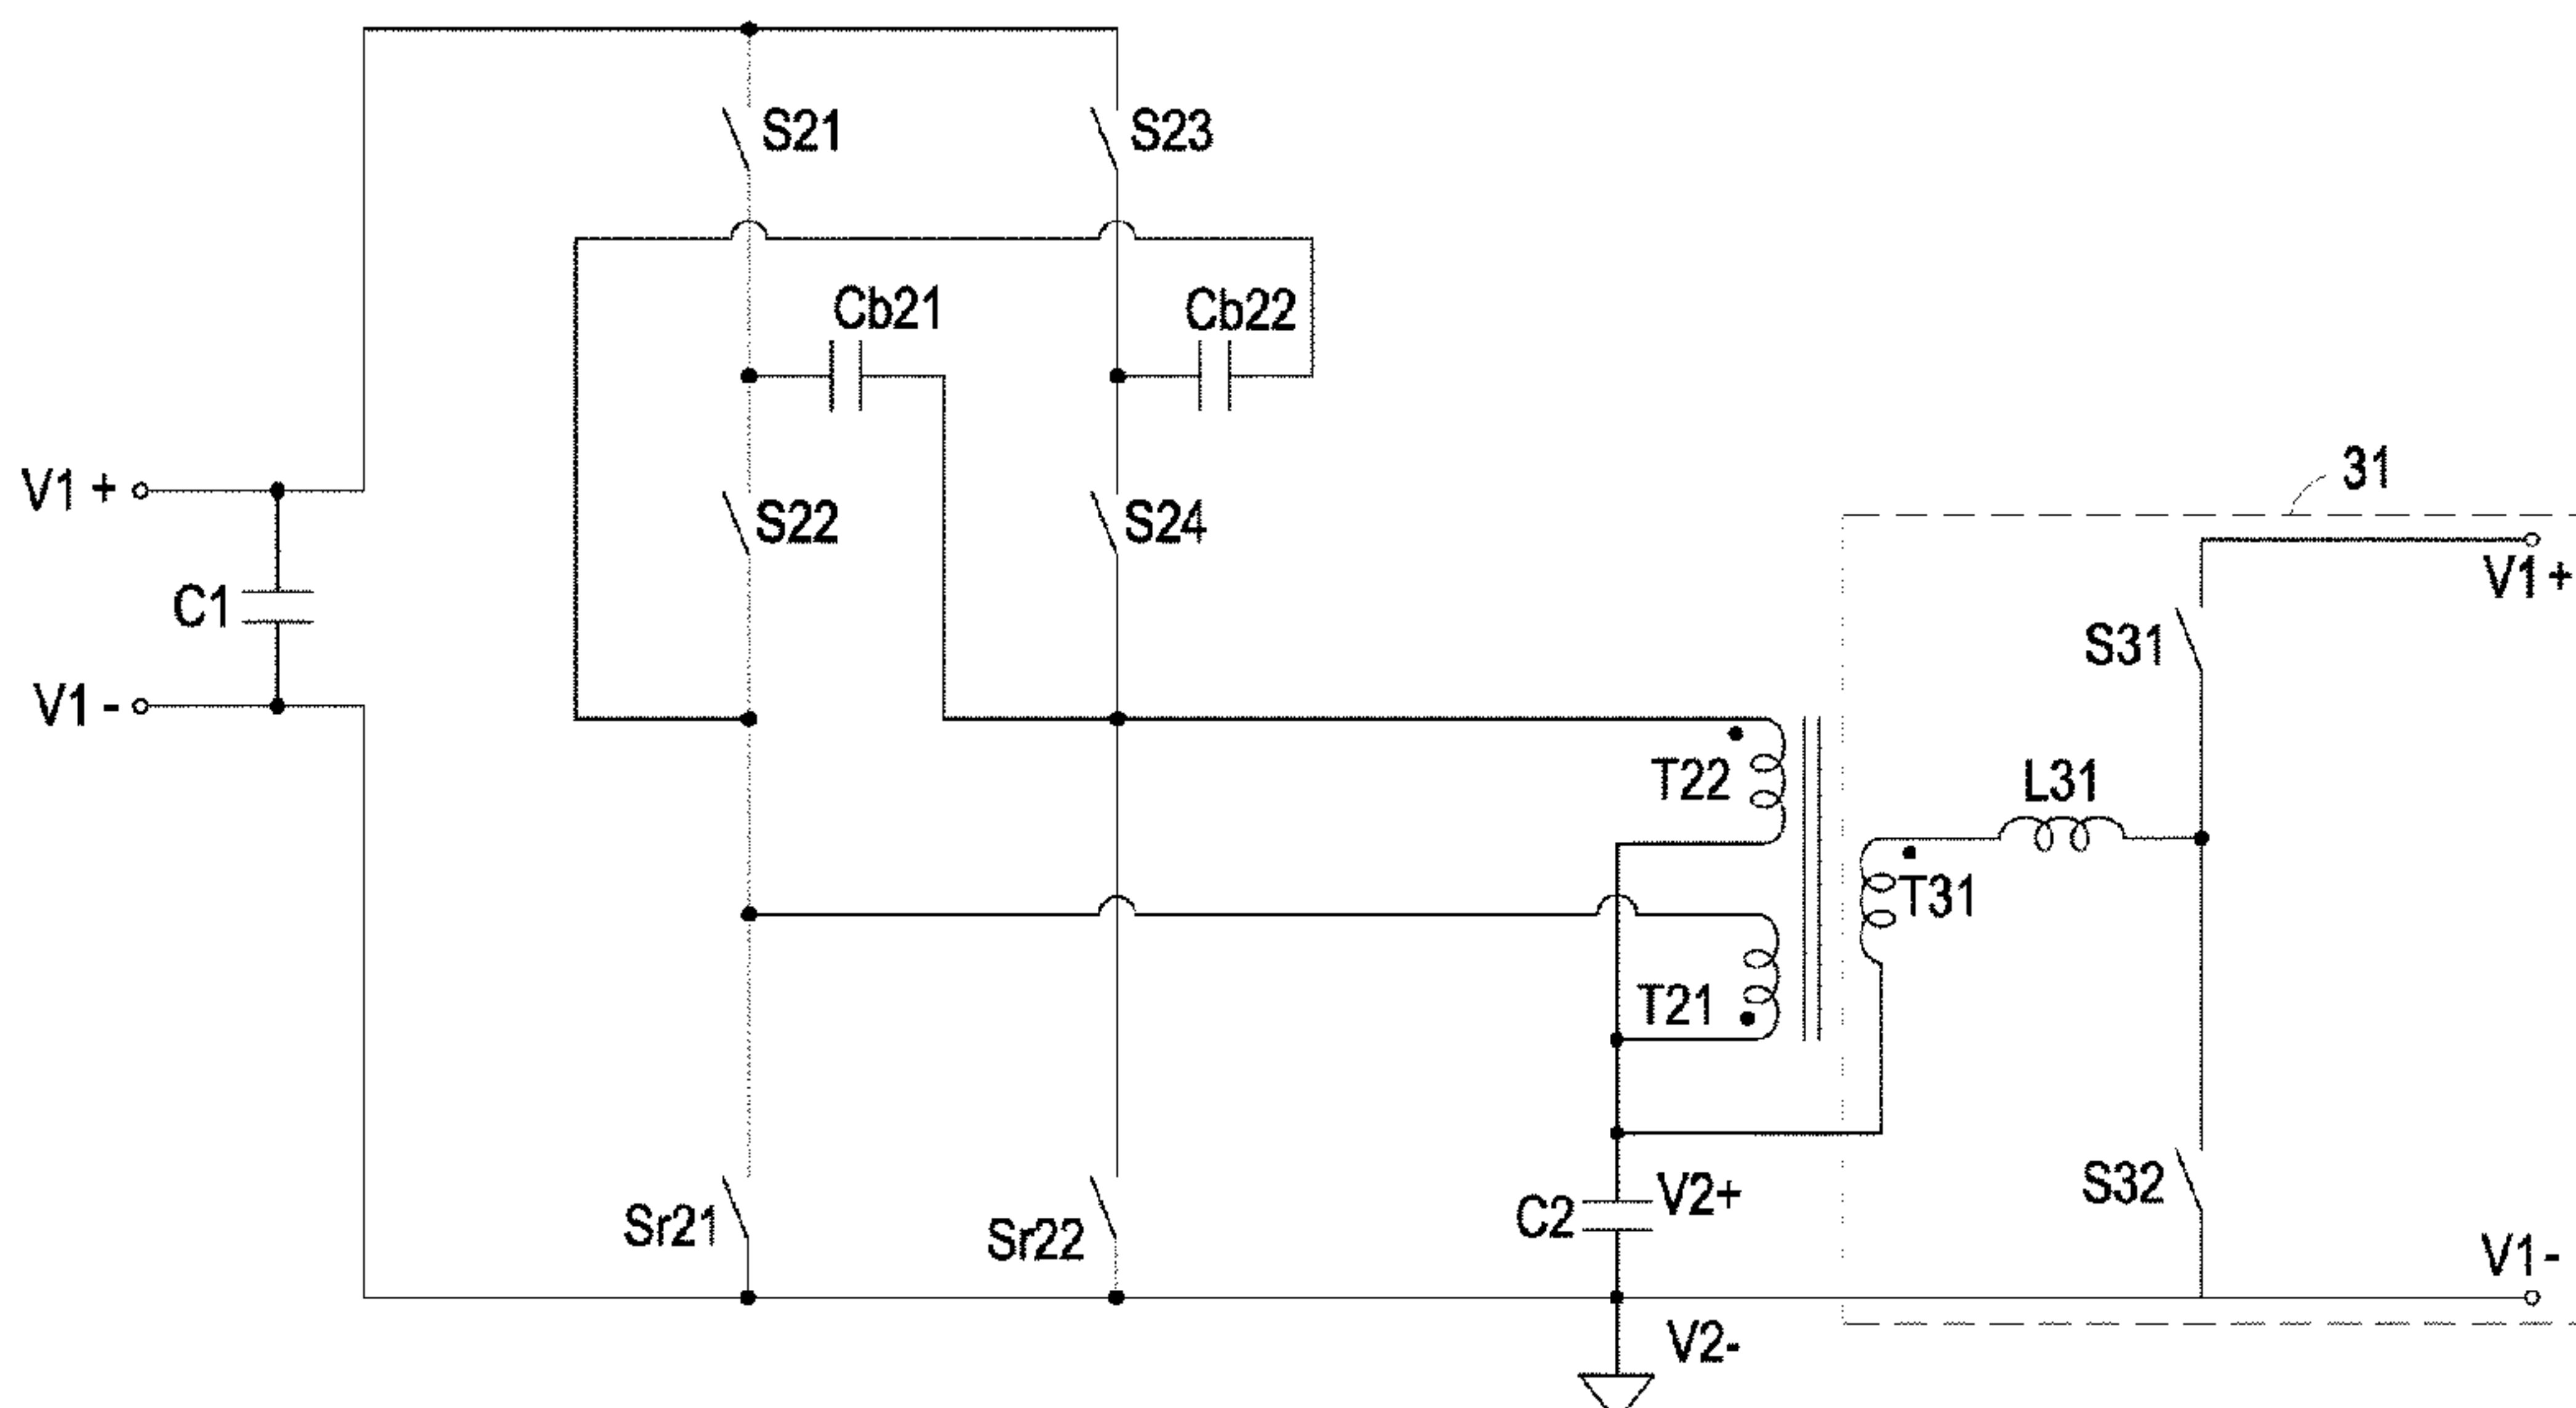 S21
S23
Cb21
Cb22
V1 +
S22
S24
31
V1 +
C1
S31
V1 -
T22
L31
T31
T21
V2+
C2
S32
Sr21
Sr22
V1 -
V2-